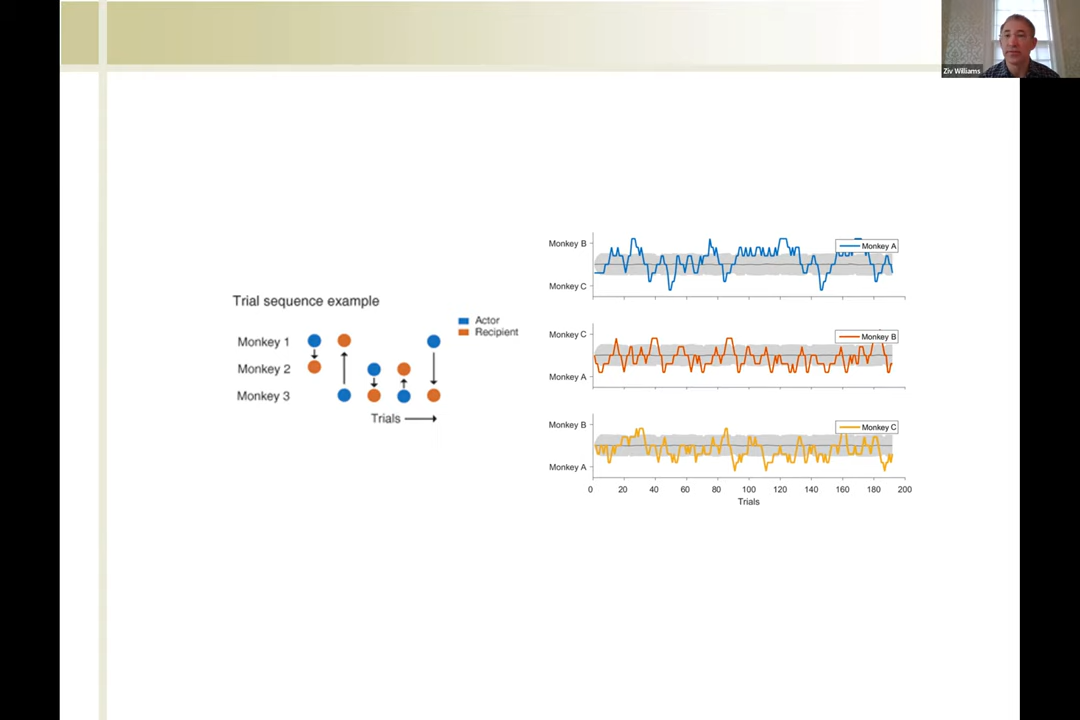 Ziv Williams
Trial sequence example
Actor
Recipient
Monkey 1
Monkey 2
Monkey 3
Trials
Monkey B
Monkey C
Monkey A
Monkey C
Monkey A
Monkey B
Monkey B
Monkey A
Monkey C
0 20 40 60 80 100 120 140 160 180 200
Trials